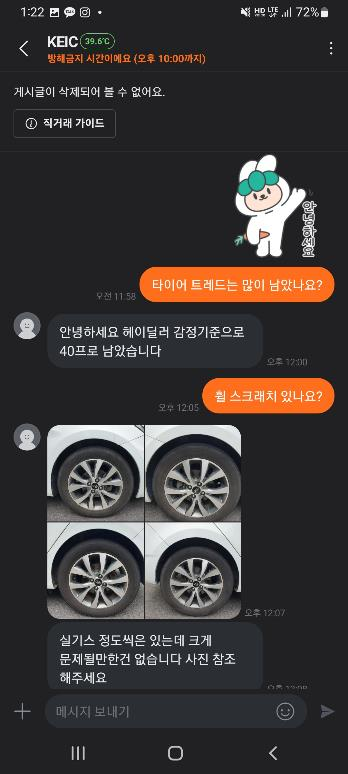 1:22
HD LTE 72%
KEIC 39.6℃
방해금지 시간이에요 (오후 10:00까지)
게시글이 삭제되어 볼 수 없어요.
직거래 가이드
안녕하세요
타이어 트레드는 많이 남았나요?
오전 11:58
안녕하세요 헤이딜러 감정기준으로
40프로 남았습니다
오후 12:00
휠 스크래치 있나요?
오후 12:05
오후 12:07
실기스 정도씩은 있는데 크게
문제될만한건 없습니다 사진 참조
해주세요
오후 12:08
메시지 보내기